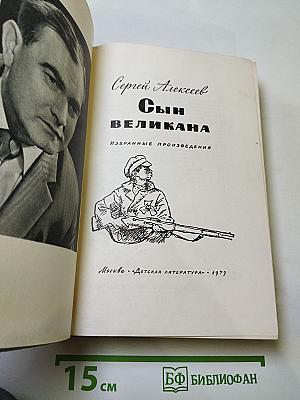 Сергей Алексеев
Сын
великана
избранные произведения
Москва · «Детская литература» · 1977
15 см
БФ БИБЛИОФАН